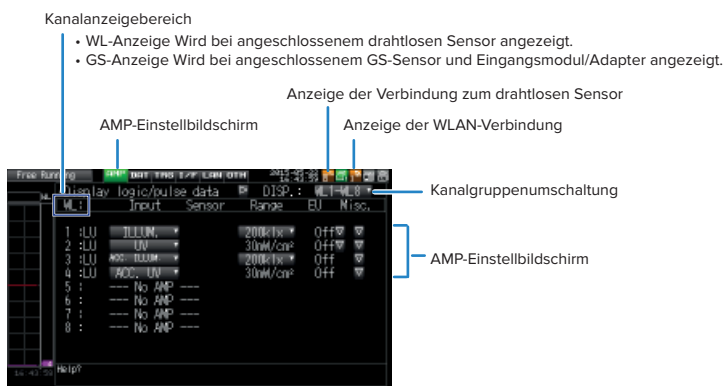 Kanalanzeigebereich
• WL-Anzeige Wird bei angeschlossenem drahtlosen Sensor angezeigt.
• GS-Anzeige Wird bei angeschlossenem GS-Sensor und Eingangsmodul/Adapter angezeigt.
Anzeige der Verbindung zum drahtlosen Sensor
AMP-Einstellbildschirm
Anzeige der WLAN-Verbindung
Free Running AMP DAT TMG I/F LAN OTH
Display logic/pulse data DISP.: WL1-WL8
Kanalgruppenumschaltung
WL: Input Sensor Range EU Misc.
1 :LU ILLUM. 200klx Off
2 :LU UV 30mW/cm² Off
3 :LU ACC. ILLUM. 200klx Off
4 :LU ACC. UV 30mW/cm² Off
AMP-Einstellbildschirm
5 : --- No AMP ---
6 : --- No AMP ---
7 : --- No AMP ---
8 : --- No AMP ---
Help?